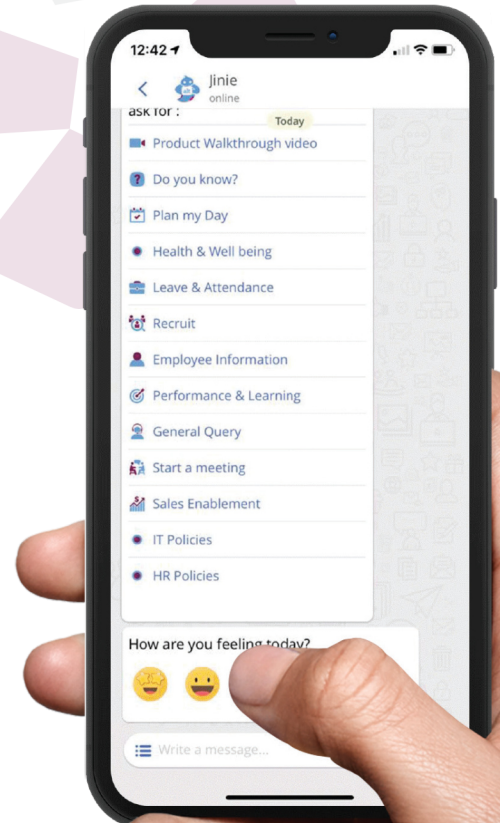 12:42
Jinie
online
ask for :
Today
Product Walkthrough video
Do you know?
Plan my Day
Health & Well being
Leave & Attendance
Recruit
Employee Information
Performance & Learning
General Query
Start a meeting
Sales Enablement
IT Policies
HR Policies
How are you feeling today?
Write a message...